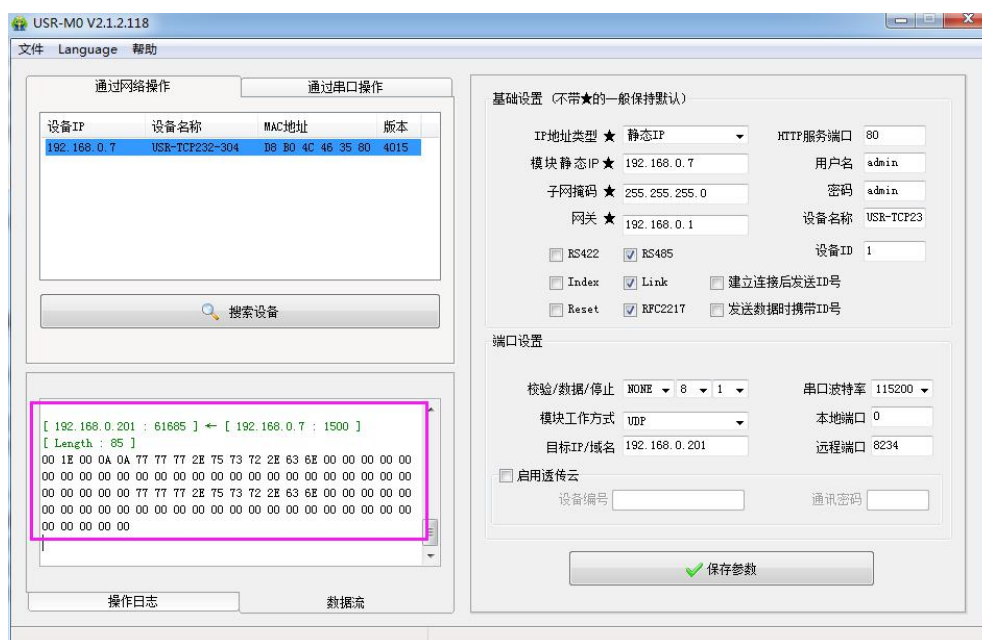 USR-M0 V2.1.2.118
文件 Language 帮助
通过网络操作 通过串口操作
设备IP 设备名称 MAC地址 版本
192.168.0.7 USR-TCP232-304 D8 B0 4C 46 35 80 4015
搜索设备
[ 192.168.0.201 : 61685 ] ← [ 192.168.0.7 : 1500 ]
[ Length : 85 ]
00 1E 00 0A 0A 77 77 77 2E 75 73 72 2E 63 6E 00 00 00 00 00
00 00 00 00 00 00 00 00 00 00 00 00 00 00 00 00 00 00 00 00
00 00 00 00 00 77 77 77 2E 75 73 72 2E 63 6E 00 00 00 00 00
00 00 00 00 00 00 00 00 00 00 00 00 00 00 00 00 00 00 00 00
00 00 00 00 00
操作日志 数据流
基础设置 (不带★的一般保持默认)
IP地址类型 ★ 静态IP HTTP服务端口 80
模块静态IP ★ 192.168.0.7 用户名 admin
子网掩码 ★ 255.255.255.0 密码 admin
网关 ★ 192.168.0.1 设备名称 USR-TCP23
RS422 RS485 设备ID 1
Index Link 建立连接后发送ID号
Reset RFC2217 发送数据时携带ID号
端口设置
校验/数据/停止 NONE 8 1 串口波特率 115200
模块工作方式 UDP 本地端口 0
目标IP/域名 192.168.0.201 远程端口 8234
启用透传云
设备编号 通讯密码
保存参数